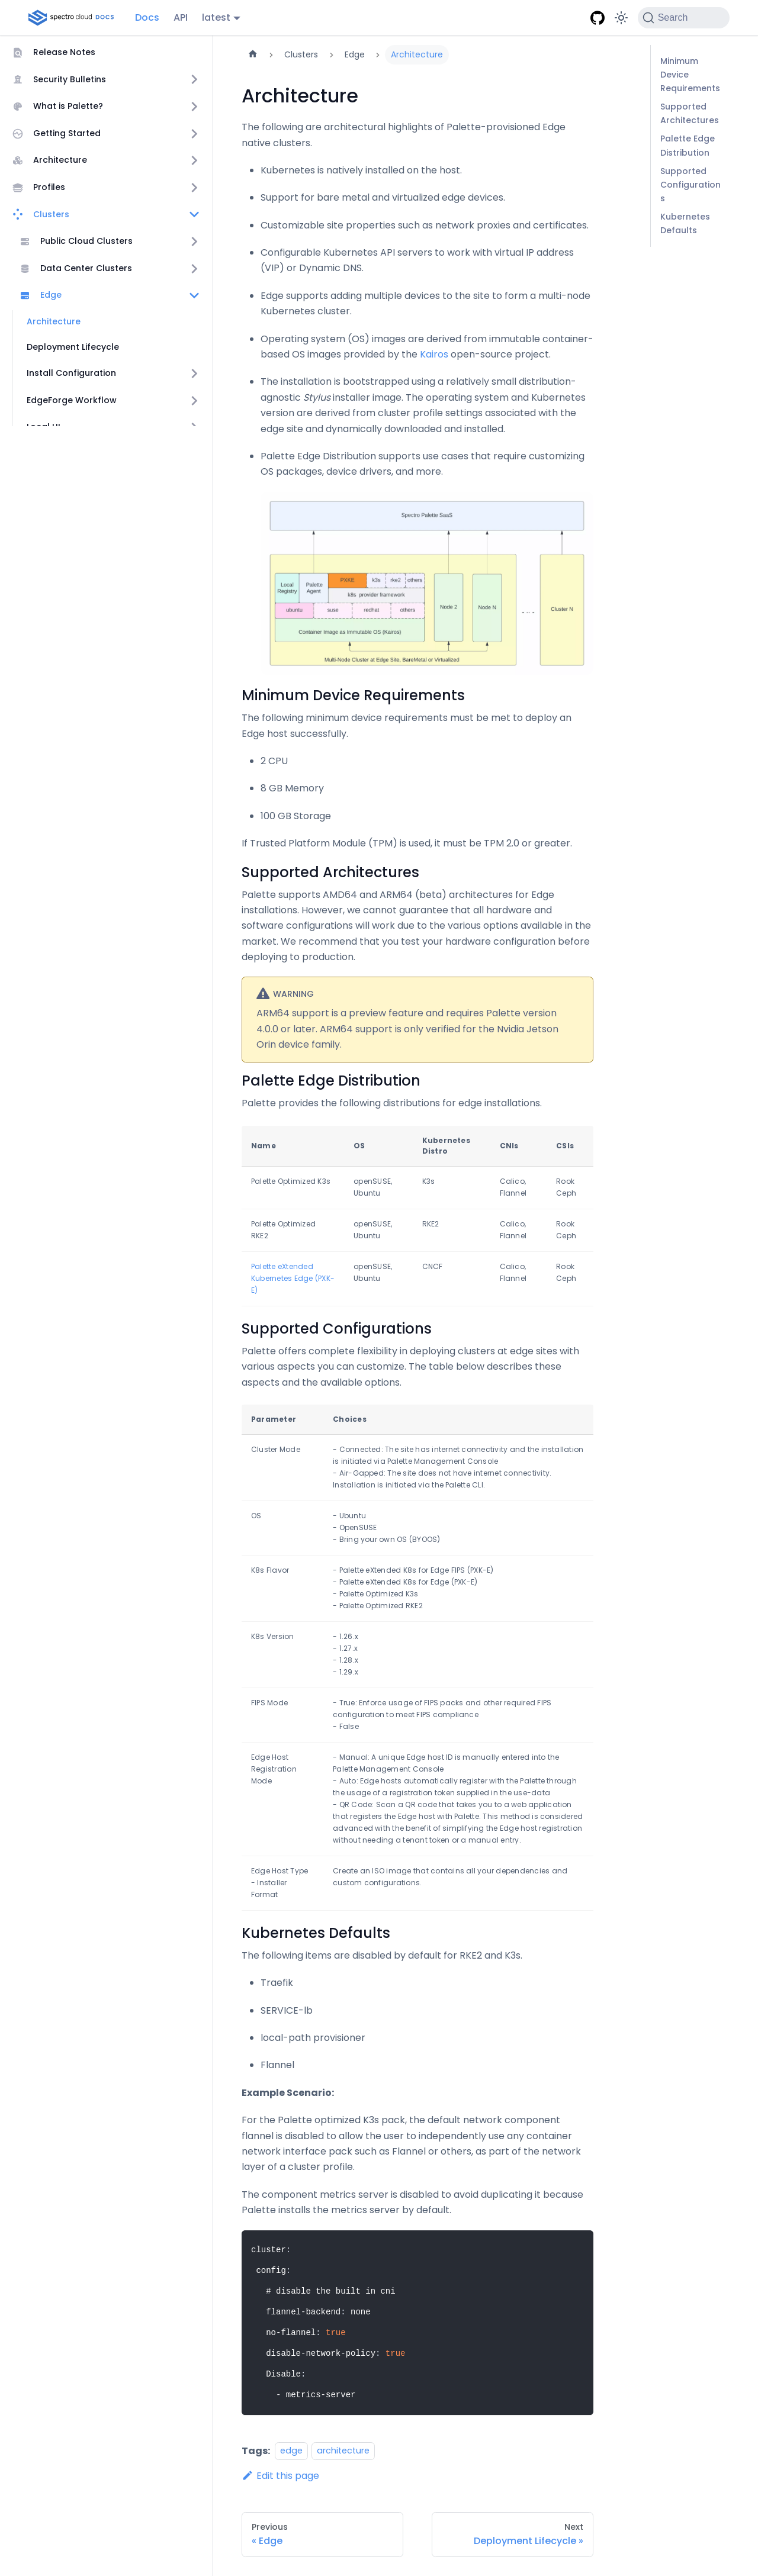 spectro cloud DOCS
Docs
API
latest
Search
Release Notes
Security Bulletins
What is Palette?
Getting Started
Architecture
Profiles
Clusters
Public Cloud Clusters
Data Center Clusters
Edge
Architecture
Deployment Lifecycle
Install Configuration
EdgeForge Workflow
Local UI
Clusters
Edge
Architecture
Architecture
The following are architectural highlights of Palette-provisioned Edge
native clusters.
Kubernetes is natively installed on the host.
Support for bare metal and virtualized edge devices.
Customizable site properties such as network proxies and certificates.
Configurable Kubernetes API servers to work with virtual IP address
(VIP) or Dynamic DNS.
Edge supports adding multiple devices to the site to form a multi-node
Kubernetes cluster.
Operating system (OS) images are derived from immutable container-
based OS images provided by the Kairos open-source project.
The installation is bootstrapped using a relatively small distribution-
agnostic Stylus installer image. The operating system and Kubernetes
version are derived from cluster profile settings associated with the
edge site and dynamically downloaded and installed.
Palette Edge Distribution supports use cases that require customizing
OS packages, device drivers, and more.
Spectro Palette SaaS
Local
Registry
Palette
Agent
PXKE
k3s
rke2
others
k8s provider framework
ubuntu
suse
redhat
others
Container Image as Immutable OS (Kairos)
Node 2
Node N
Cluster N
Multi-Node Cluster at Edge Site, BareMetal or Virtualized
Minimum Device Requirements
The following minimum device requirements must be met to deploy an
Edge host successfully.
2 CPU
8 GB Memory
100 GB Storage
If Trusted Platform Module (TPM) is used, it must be TPM 2.0 or greater.
Supported Architectures
Palette supports AMD64 and ARM64 (beta) architectures for Edge
installations. However, we cannot guarantee that all hardware and
software configurations will work due to the various options available in the
market. We recommend that you test your hardware configuration before
deploying to production.
WARNING
ARM64 support is a preview feature and requires Palette version
4.0.0 or later. ARM64 support is only verified for the Nvidia Jetson
Orin device family.
Palette Edge Distribution
Palette provides the following distributions for edge installations.
Name OS Kubernetes Distro CNIs CSIs
Palette Optimized K3s openSUSE, Ubuntu K3s Calico, Flannel Rook Ceph
Palette Optimized RKE2 openSUSE, Ubuntu RKE2 Calico, Flannel Rook Ceph
Palette eXtended Kubernetes Edge (PXK-E) openSUSE, Ubuntu CNCF Calico, Flannel Rook Ceph
Supported Configurations
Palette offers complete flexibility in deploying clusters at edge sites with
various aspects you can customize. The table below describes these
aspects and the available options.
Parameter Choices
Cluster Mode
- Connected: The site has internet connectivity and the installation
is initiated via Palette Management Console
- Air-Gapped: The site does not have internet connectivity.
Installation is initiated via the Palette CLI.
OS
- Ubuntu
- OpenSUSE
- Bring your own OS (BYOOS)
K8s Flavor
- Palette eXtended K8s for Edge FIPS (PXK-E)
- Palette eXtended K8s for Edge (PXK-E)
- Palette Optimized K3s
- Palette Optimized RKE2
K8s Version
- 1.26.x
- 1.27.x
- 1.28.x
- 1.29.x
FIPS Mode
- True: Enforce usage of FIPS packs and other required FIPS
configuration to meet FIPS compliance
- False
Edge Host
Registration
Mode
- Manual: A unique Edge host ID is manually entered into the
Palette Management Console
- Auto: Edge hosts automatically register with the Palette through
the usage of a registration token supplied in the use-data
- QR Code: Scan a QR code that takes you to a web application
that registers the Edge host with Palette. This method is considered
advanced with the benefit of simplifying the Edge host registration
without needing a tenant token or a manual entry.
Edge Host Type
- Installer
Format
Create an ISO image that contains all your dependencies and
custom configurations.
Kubernetes Defaults
The following items are disabled by default for RKE2 and K3s.
Traefik
SERVICE-lb
local-path provisioner
Flannel
Example Scenario:
For the Palette optimized K3s pack, the default network component
flannel is disabled to allow the user to independently use any container
network interface pack such as Flannel or others, as part of the network
layer of a cluster profile.
The component metrics server is disabled to avoid duplicating it because
Palette installs the metrics server by default.
cluster:
config:
# disable the built in cni
flannel-backend: none
no-flannel: true
disable-network-policy: true
Disable:
- metrics-server
Tags: edge architecture
Edit this page
Previous
« Edge
Next
Deployment Lifecycle »
Minimum
Device
Requirements
Supported
Architectures
Palette Edge
Distribution
Supported
Configuration
s
Kubernetes
Defaults